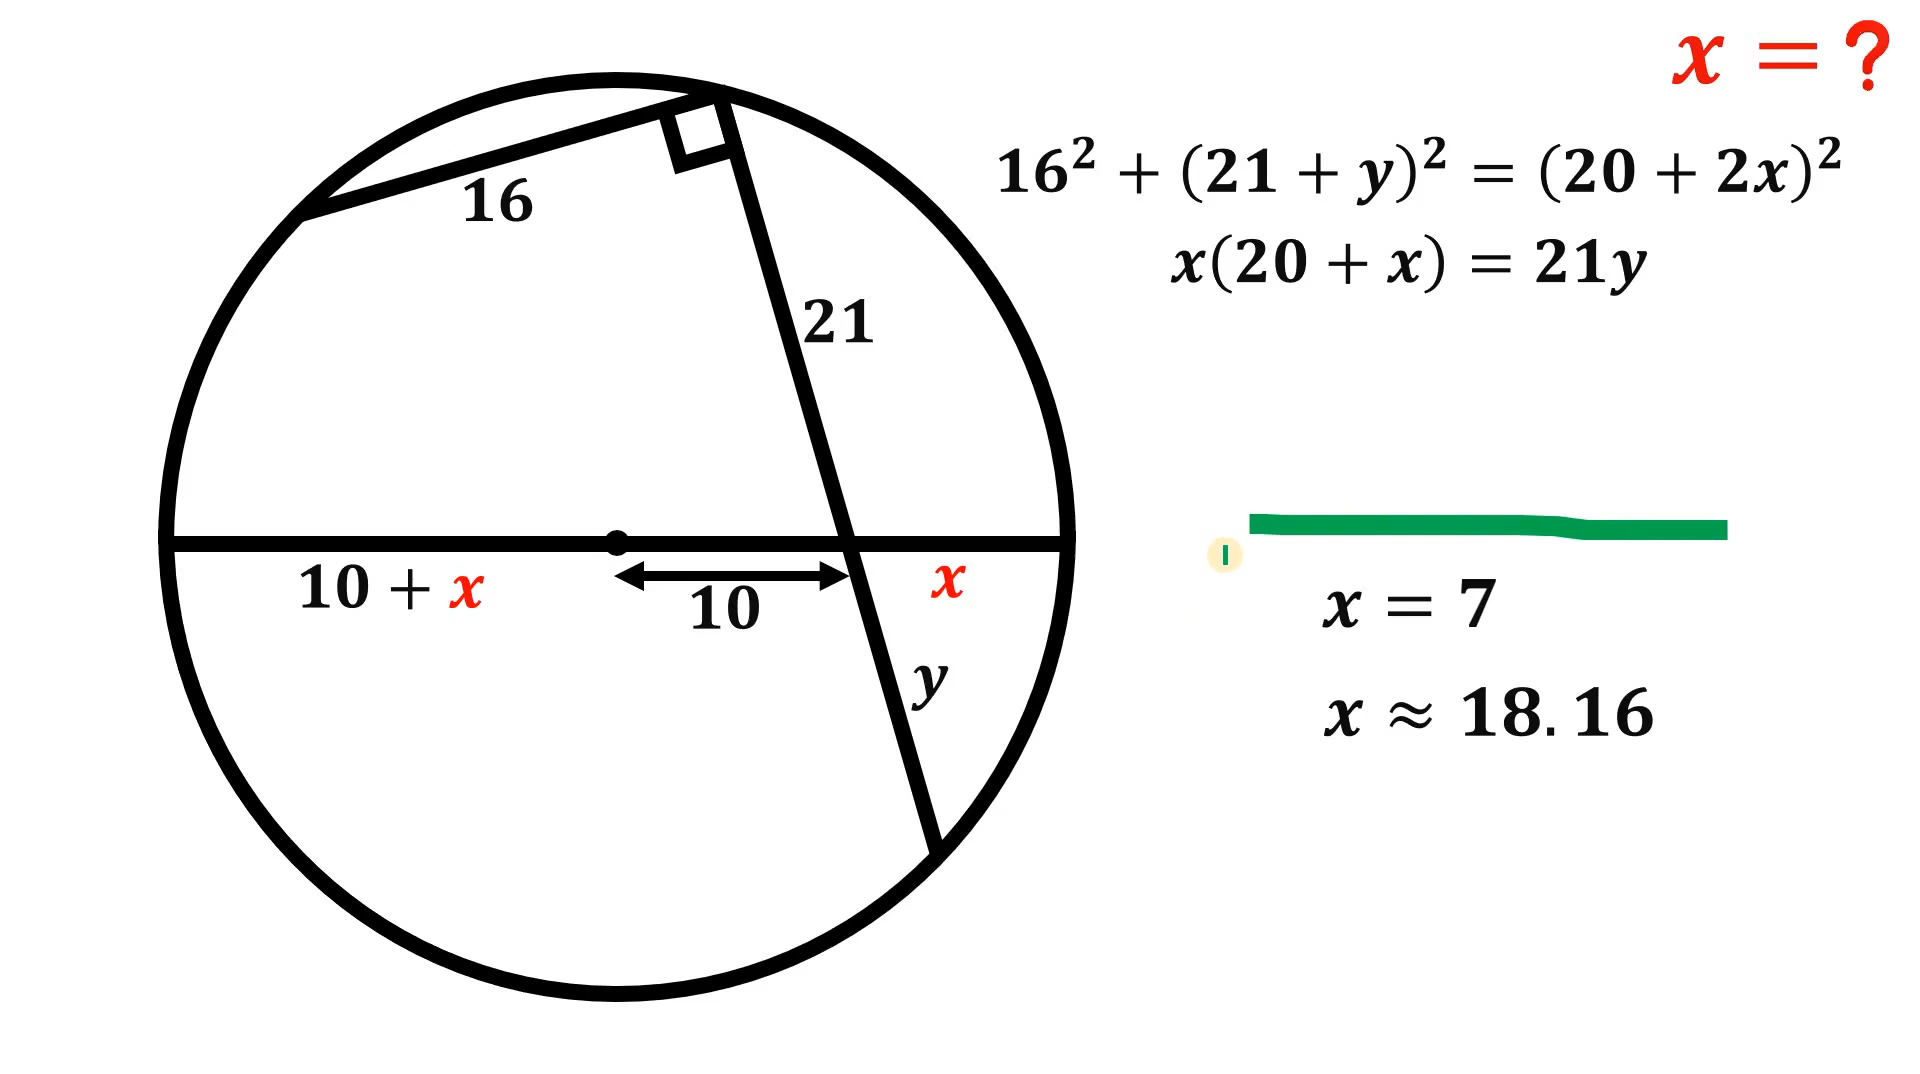 x = ?
16² + (21 + y)² = (20 + 2x)²
x(20 + x) = 21y
16
21
10 + x
10
x
y
x = 7
x ≈ 18.16